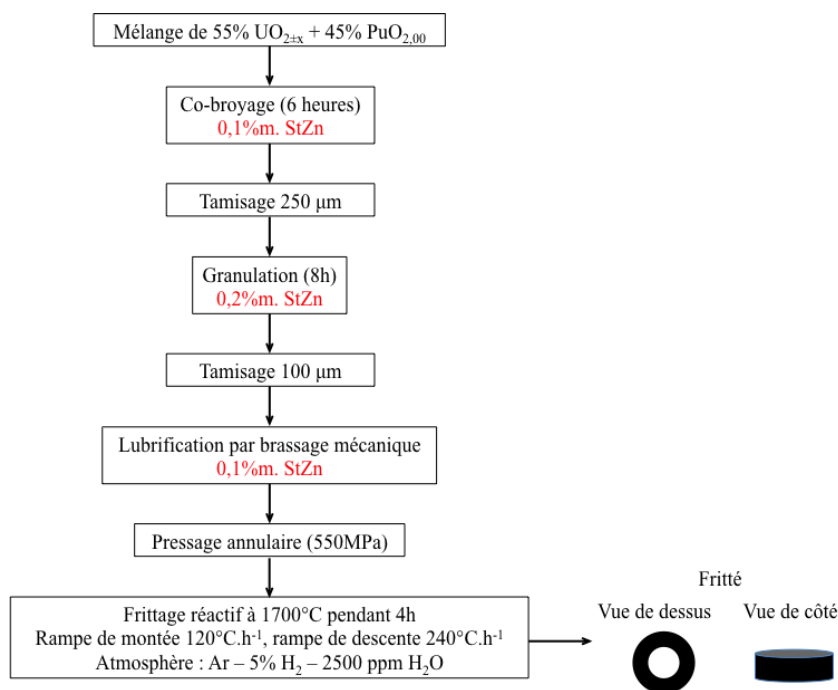 Mélange de 55% UO₂±ₓ + 45% PuO₂,₀₀
Co-broyage (6 heures)
0,1%m. StZn
Tamisage 250 μm
Granulation (8h)
0,2%m. StZn
Tamisage 100 μm
Lubrification par brassage mécanique
0,1%m. StZn
Pressage annulaire (550MPa)
Frittage réactif à 1700°C pendant 4h
Rampe de montée 120°C.h⁻¹, rampe de descente 240°C.h⁻¹
Atmosphère : Ar – 5% H₂ – 2500 ppm H₂O
Fritté
Vue de dessus
Vue de côté